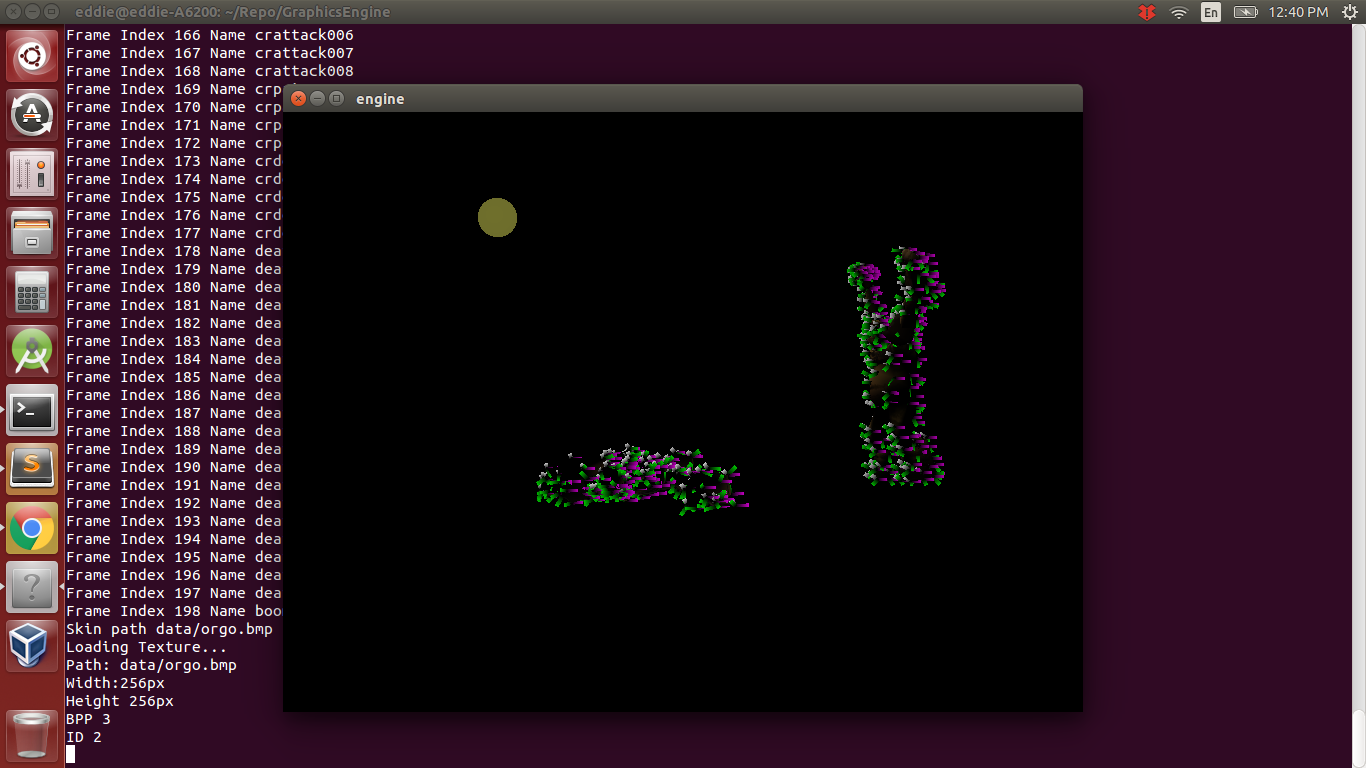 eddie@eddie-A6200: ~/Repo/GraphicsEngine
En
12:40 PM
Frame Index 166 Name crattack006
Frame Index 167 Name crattack007
Frame Index 168 Name crattack008
Frame Index 169 Name crp
Frame Index 170 Name crp
Frame Index 171 Name crp
Frame Index 172 Name crp
Frame Index 173 Name crd
Frame Index 174 Name crd
Frame Index 175 Name crd
Frame Index 176 Name crd
Frame Index 177 Name crd
Frame Index 178 Name dea
Frame Index 179 Name dea
Frame Index 180 Name dea
Frame Index 181 Name dea
Frame Index 182 Name dea
Frame Index 183 Name dea
Frame Index 184 Name dea
Frame Index 185 Name dea
Frame Index 186 Name dea
Frame Index 187 Name dea
Frame Index 188 Name dea
Frame Index 189 Name dea
Frame Index 190 Name dea
Frame Index 191 Name dea
Frame Index 192 Name dea
Frame Index 193 Name dea
Frame Index 194 Name dea
Frame Index 195 Name dea
Frame Index 196 Name dea
Frame Index 197 Name dea
Frame Index 198 Name boo
Skin path data/orgo.bmp
Loading Texture...
Path: data/orgo.bmp
Width:256px
Height 256px
BPP 3
ID 2
engine